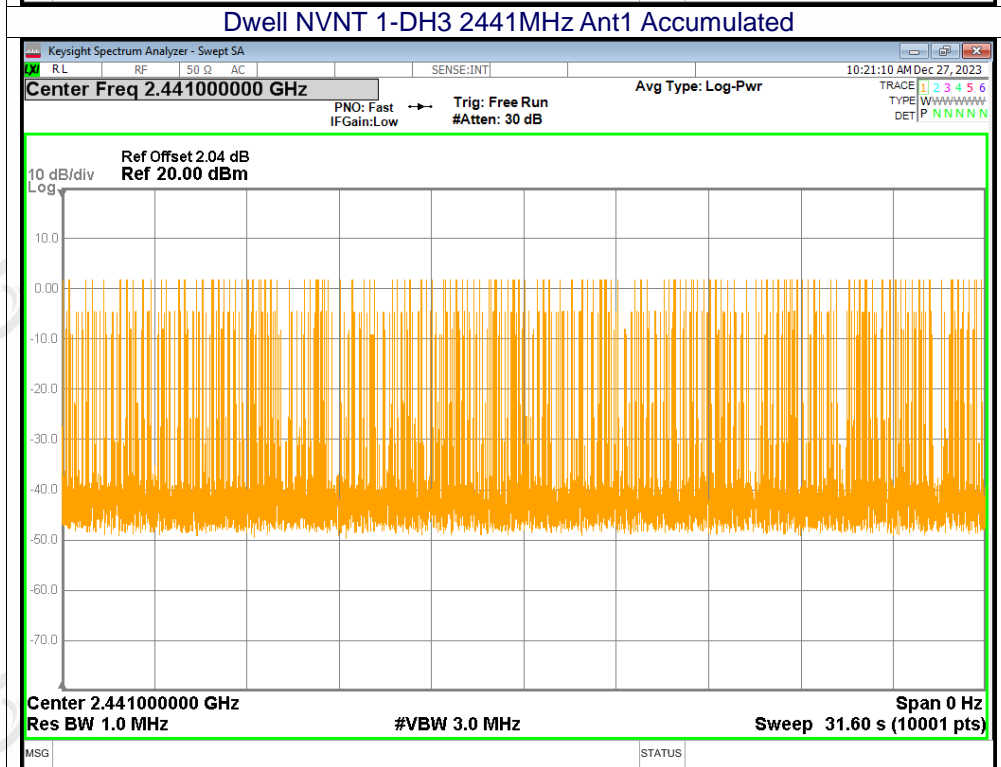 Dwell NVNT 1-DH3 2441MHz Ant1 Accumulated
Keysight Spectrum Analyzer - Swept SA
LXI RL RF 50 Ω AC SENSE:INT 10:21:10 AM Dec 27, 2023
Center Freq 2.441000000 GHz Avg Type: Log-Pwr TRACE 1 2 3 4 5 6
PNO: Fast Trig: Free Run TYPE WWWWWWW
IFGain:Low #Atten: 30 dB DET P N N N N N
Ref Offset 2.04 dB
10 dB/div Ref 20.00 dBm
Log
10.0
0.00
-10.0
-20.0
-30.0
-40.0
-50.0
-60.0
-70.0
Center 2.441000000 GHz Span 0 Hz
Res BW 1.0 MHz #VBW 3.0 MHz Sweep 31.60 s (10001 pts)
MSG STATUS